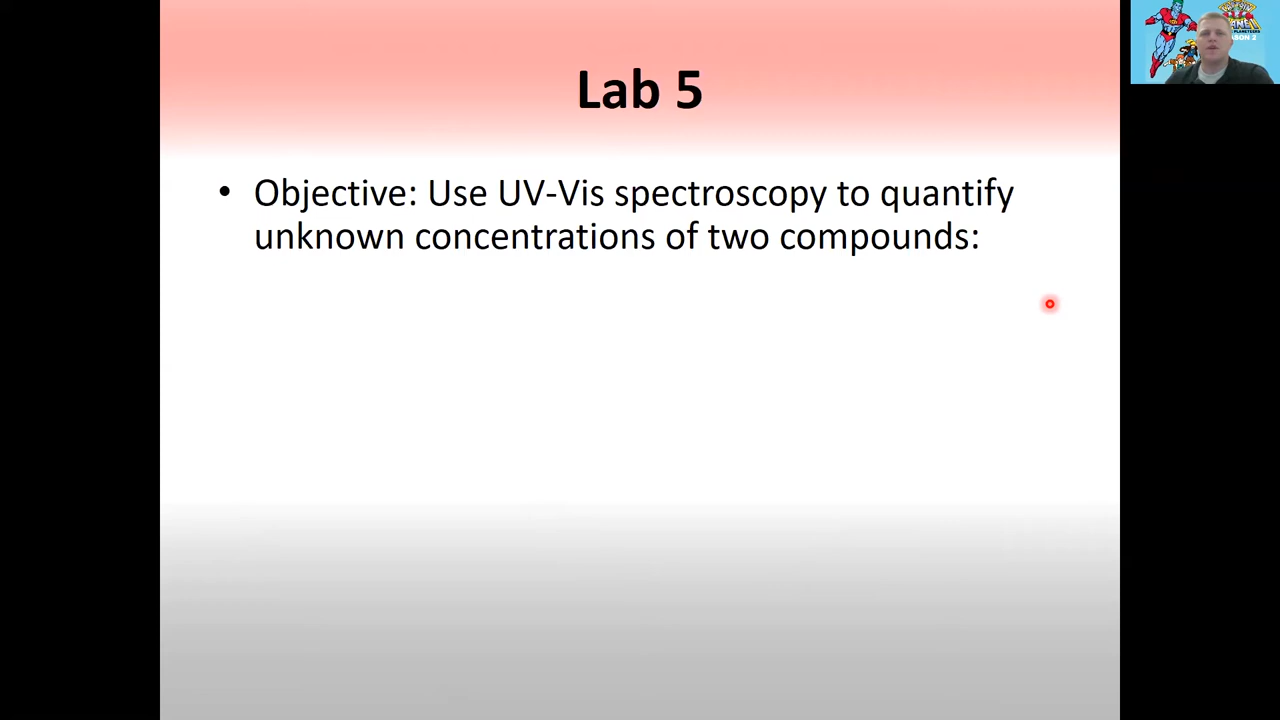 Lab 5
• Objective: Use UV-Vis spectroscopy to quantify
unknown concentrations of two compounds: